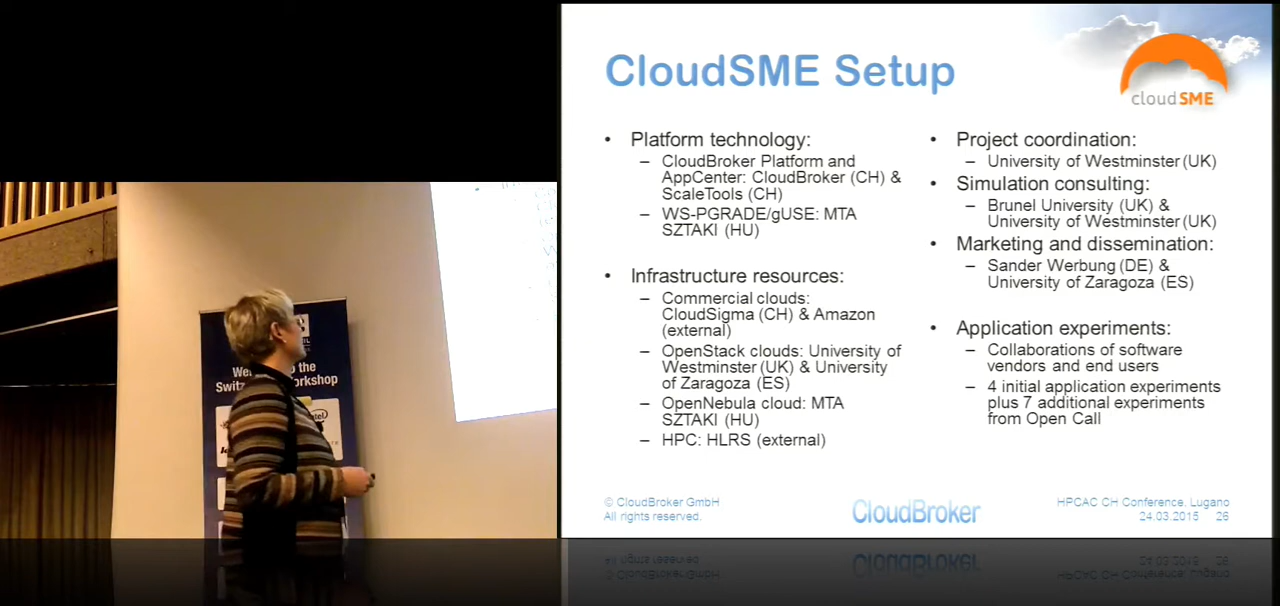 CloudSME Setup
cloudSME
• Platform technology:
– CloudBroker Platform and
AppCenter: CloudBroker (CH) &
ScaleTools (CH)
– WS-PGRADE/gUSE: MTA
SZTAKI (HU)
• Infrastructure resources:
– Commercial clouds:
CloudSigma (CH) & Amazon
(external)
– OpenStack clouds: University of
Westminster (UK) & University
of Zaragoza (ES)
– OpenNebula cloud: MTA
SZTAKI (HU)
– HPC: HLRS (external)
• Project coordination:
– University of Westminster (UK)
• Simulation consulting:
– Brunel University (UK) &
University of Westminster (UK)
• Marketing and dissemination:
– Sander Werbung (DE) &
University of Zaragoza (ES)
• Application experiments:
– Collaborations of software
vendors and end users
– 4 initial application experiments
plus 7 additional experiments
from Open Call
© CloudBroker GmbH
All rights reserved.
CloudBroker
HPCAC CH Conference, Lugano
24.03.2015 26
the